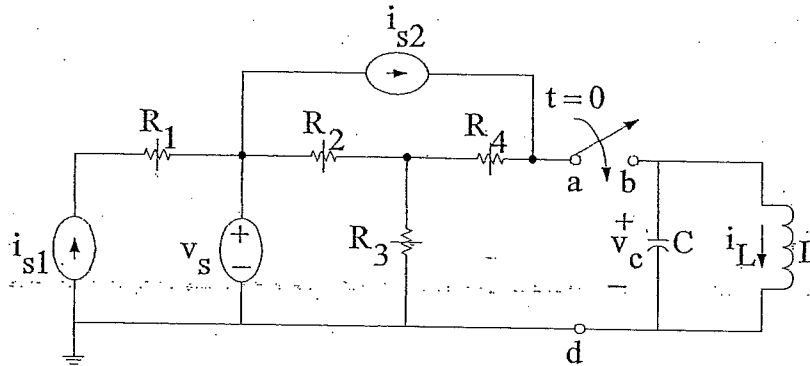 i_s2
t = 0
R_1
R_2
R_4
a
b
i_s1
v_s
+
−
R_3
+
v_c
−
C
i_L
L
d